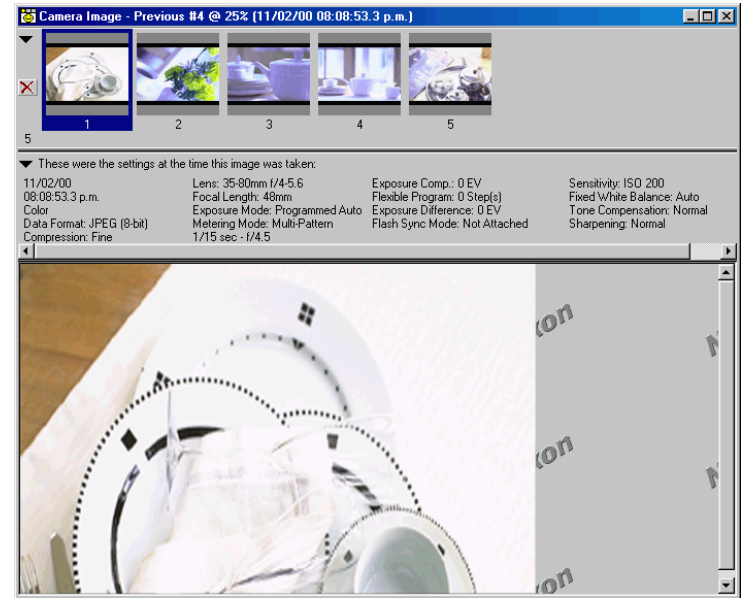 Camera Image - Previous #4 @ 25% (11/02/00 08:08:53.3 p.m.)
1 2 3 4 5
5
These were the settings at the time this image was taken:
11/02/00 Lens: 35-80mm f/4-5.6 Exposure Comp.: 0 EV Sensitivity: ISO 200
08:08:53.3 p.m. Focal Length: 48mm Flexible Program: 0 Step(s) Fixed White Balance: Auto
Color Exposure Mode: Programmed Auto Exposure Difference: 0 EV Tone Compensation: Normal
Data Format: JPEG (8-bit) Metering Mode: Multi-Pattern Flash Sync Mode: Not Attached Sharpening: Normal
Compression: Fine 1/15 sec - f/4.5
kon
N
kon
N
kon